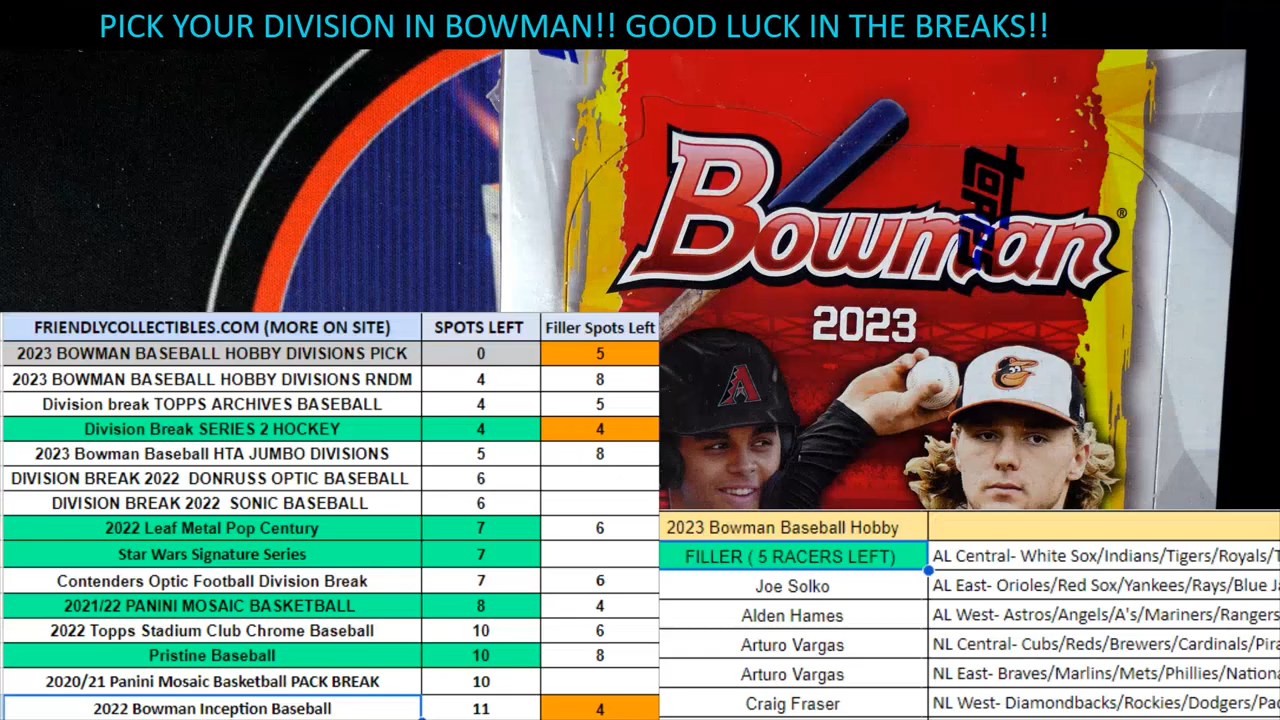 PICK YOUR DIVISION IN BOWMAN!! GOOD LUCK IN THE BREAKS!!
Bowman®
topps
2023
A
FRIENDLYCOLLECTIBLES.COM (MORE ON SITE) SPOTS LEFT Filler Spots Left
2023 BOWMAN BASEBALL HOBBY DIVISIONS PICK 0 5
2023 BOWMAN BASEBALL HOBBY DIVISIONS RNDM 4 8
Division break TOPPS ARCHIVES BASEBALL 4 5
Division Break SERIES 2 HOCKEY 4 4
2023 Bowman Baseball HTA JUMBO DIVISIONS 5 8
DIVISION BREAK 2022 DONRUSS OPTIC BASEBALL 6
DIVISION BREAK 2022 SONIC BASEBALL 6
2022 Leaf Metal Pop Century 7 6
Star Wars Signature Series 7
Contenders Optic Football Division Break 7 6
2021/22 PANINI MOSAIC BASKETBALL 8 4
2022 Topps Stadium Club Chrome Baseball 10 6
Pristine Baseball 10 8
2020/21 Panini Mosaic Basketball PACK BREAK 10
2022 Bowman Inception Baseball 11 4
2023 Bowman Baseball Hobby
FILLER ( 5 RACERS LEFT) AL Central- White Sox/Indians/Tigers/Royals/T
Joe Solko AL East- Orioles/Red Sox/Yankees/Rays/Blue Ja
Alden Hames AL West- Astros/Angels/A's/Mariners/Rangers
Arturo Vargas NL Central- Cubs/Reds/Brewers/Cardinals/Pira
Arturo Vargas NL East- Braves/Marlins/Mets/Phillies/Nationa
Craig Fraser NL West- Diamondbacks/Rockies/Dodgers/Pa